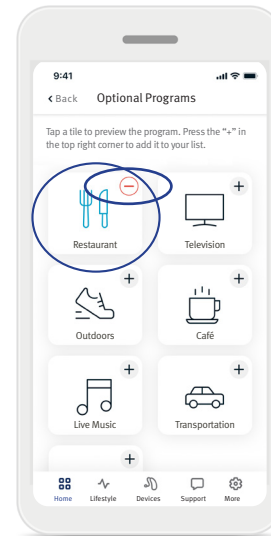 9:41
Back Optional Programs
Tap a tile to preview the program. Press the “+” in
the top right corner to add it to your list.
Restaurant Television
Outdoors Café
Live Music Transportation
Home Lifestyle Devices Support More